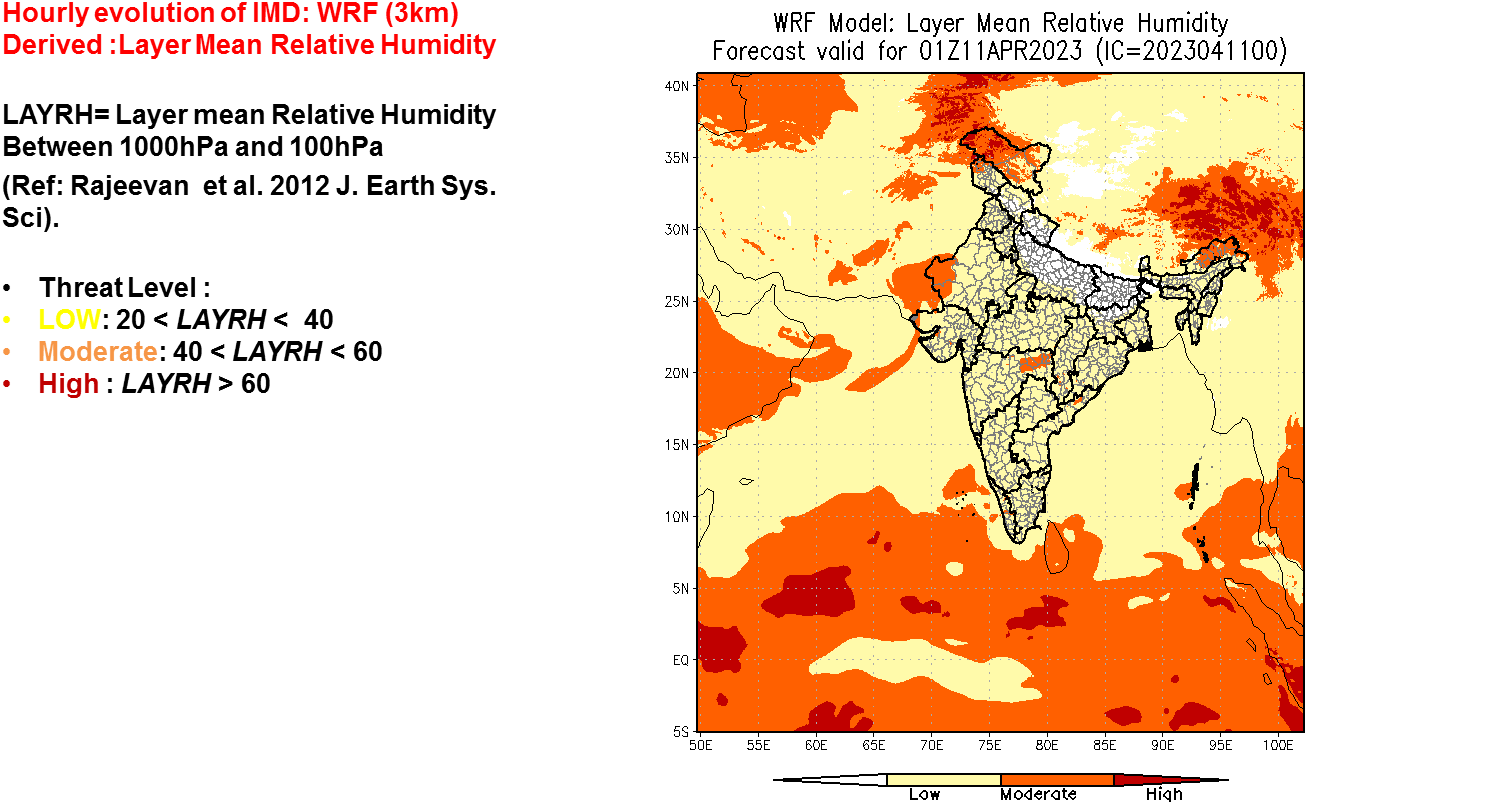 Hourly evolution of IMD: WRF (3km)
Derived :Layer Mean Relative Humidity
LAYRH= Layer mean Relative Humidity
Between 1000hPa and 100hPa
(Ref: Rajeevan et al. 2012 J. Earth Sys.
Sci).
• Threat Level :
• LOW: 20 < LAYRH < 40
• Moderate: 40 < LAYRH < 60
• High : LAYRH > 60
WRF Model: Layer Mean Relative Humidity
Forecast valid for 01Z11APR2023 (IC=2023041100)
40N
35N
30N
25N
20N
15N
10N
5N
EQ
5S
50E 55E 60E 65E 70E 75E 80E 85E 90E 95E 100E
Low Moderate High